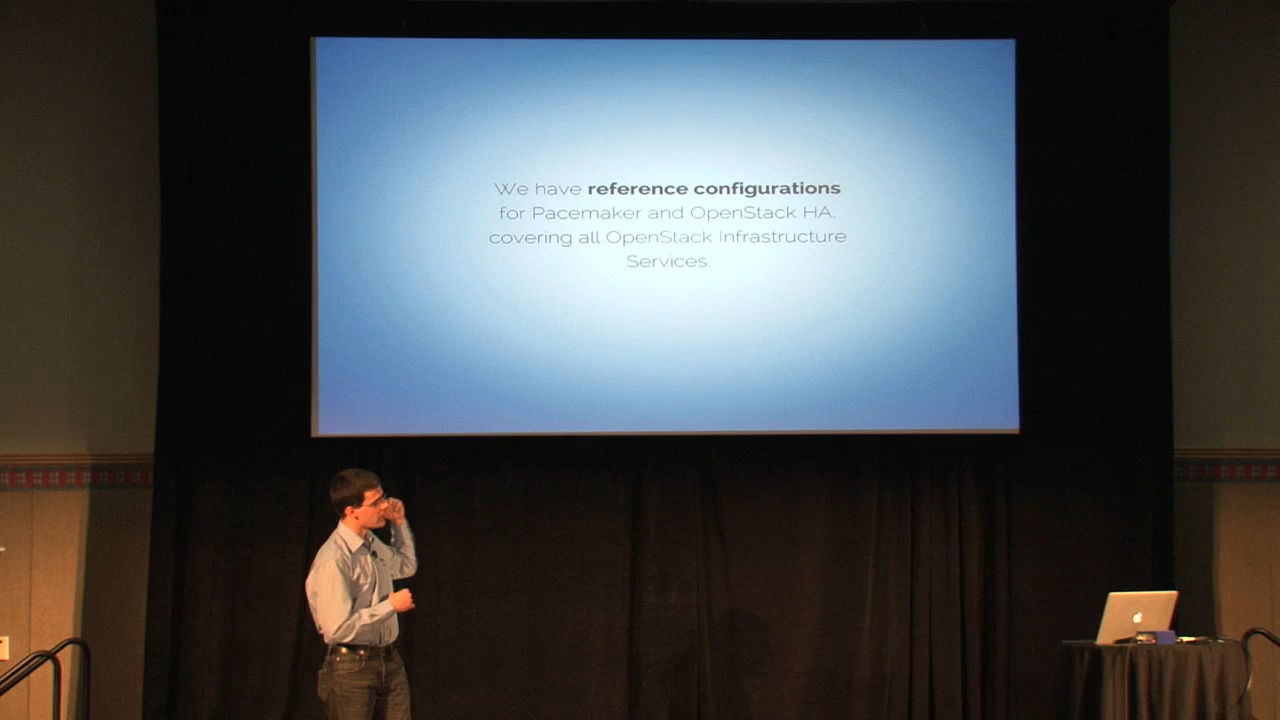 We have reference configurations
for Pacemaker and OpenStack HA,
covering all OpenStack Infrastructure
Services.